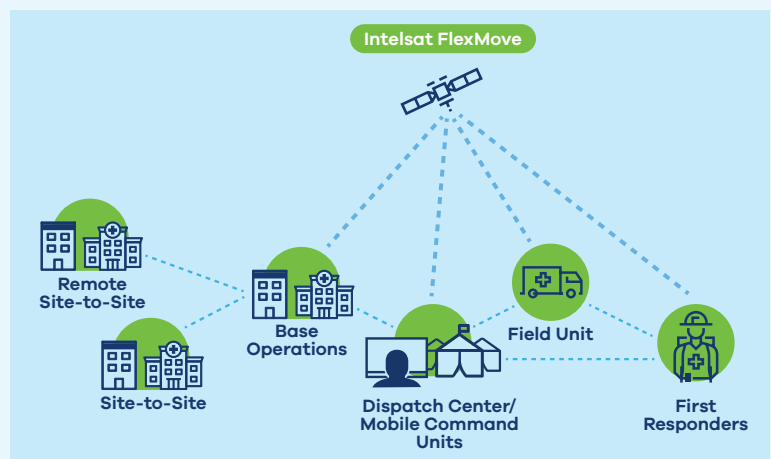 Intelsat FlexMove
Remote
Site-to-Site
Base
Operations
Field Unit
Site-to-Site
Dispatch Center/
Mobile Command
Units
First
Responders